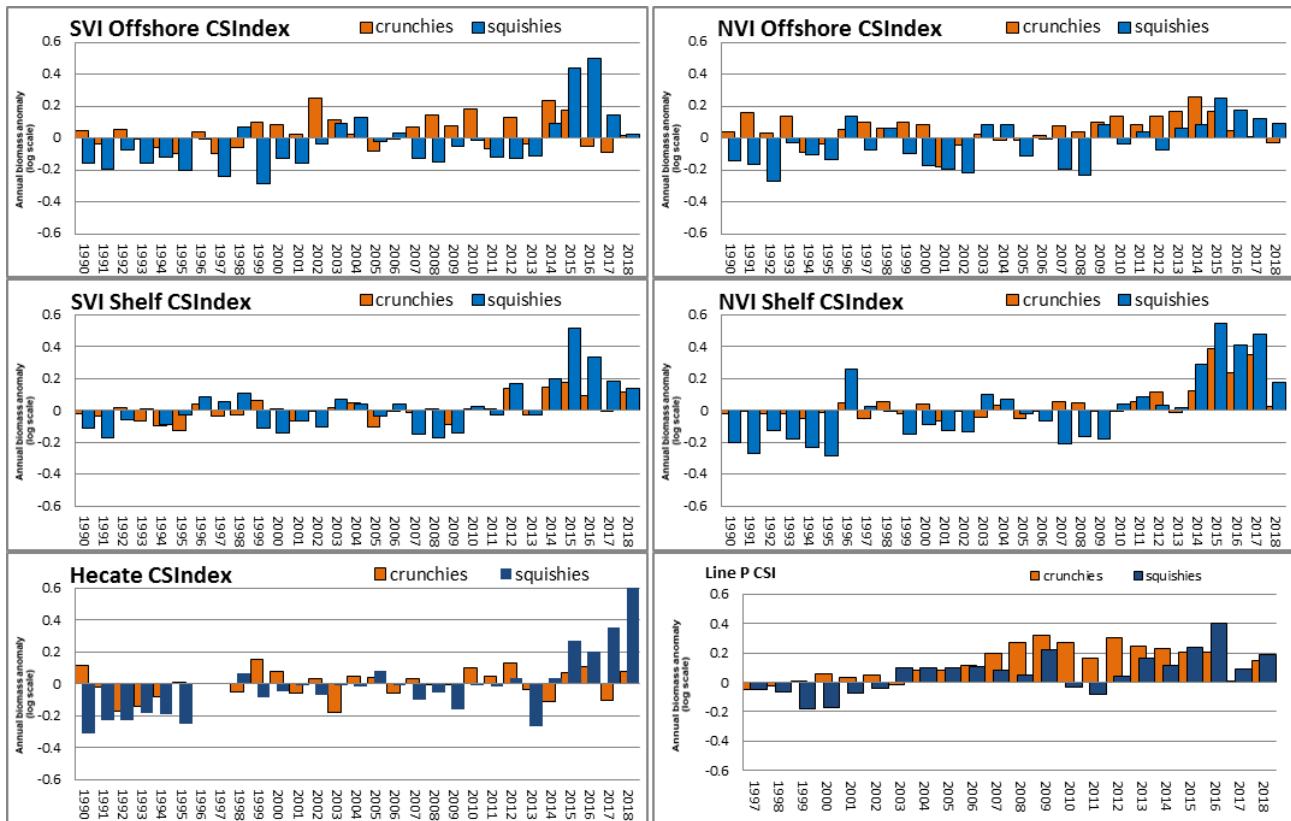 SVI Offshore CSIndex
crunchies squishies
Annual biomass anomaly
(log scale)
0.6
0.4
0.2
0
-0.2
-0.4
-0.6
1990 1991 1992 1993 1994 1995 1996 1997 1998 1999 2000 2001 2002 2003 2004 2005 2006 2007 2008 2009 2010 2011 2012 2013 2014 2015 2016 2017 2018
NVI Offshore CSIndex
crunchies squishies
Annual biomass anomaly
(log scale)
0.6
0.4
0.2
0
-0.2
-0.4
-0.6
1990 1991 1992 1993 1994 1995 1996 1997 1998 1999 2000 2001 2002 2003 2004 2005 2006 2007 2008 2009 2010 2011 2012 2013 2014 2015 2016 2017 2018
SVI Shelf CSIndex
crunchies squishies
Annual biomass anomaly
(log scale)
0.6
0.4
0.2
0
-0.2
-0.4
-0.6
1990 1991 1992 1993 1994 1995 1996 1997 1998 1999 2000 2001 2002 2003 2004 2005 2006 2007 2008 2009 2010 2011 2012 2013 2014 2015 2016 2017 2018
NVI Shelf CSIndex
crunchies squishies
Annual biomass anomaly
(log scale)
0.6
0.4
0.2
0
-0.2
-0.4
-0.6
1990 1991 1992 1993 1994 1995 1996 1997 1998 1999 2000 2001 2002 2003 2004 2005 2006 2007 2008 2009 2010 2011 2012 2013 2014 2015 2016 2017 2018
Hecate CSIndex
crunchies squishies
Annual biomass anomaly
(log scale)
0.6
0.4
0.2
0
-0.2
-0.4
-0.6
1990 1991 1992 1993 1994 1995 1996 1997 1998 1999 2000 2001 2002 2003 2004 2005 2006 2007 2008 2009 2010 2011 2012 2013 2014 2015 2016 2017 2018
Line P CSI
crunchies squishies
Annual biomass anomaly
(log scale)
0.6
0.4
0.2
0
-0.2
-0.4
-0.6
1997 1998 1999 2000 2001 2002 2003 2004 2005 2006 2007 2008 2009 2010 2011 2012 2013 2014 2015 2016 2017 2018